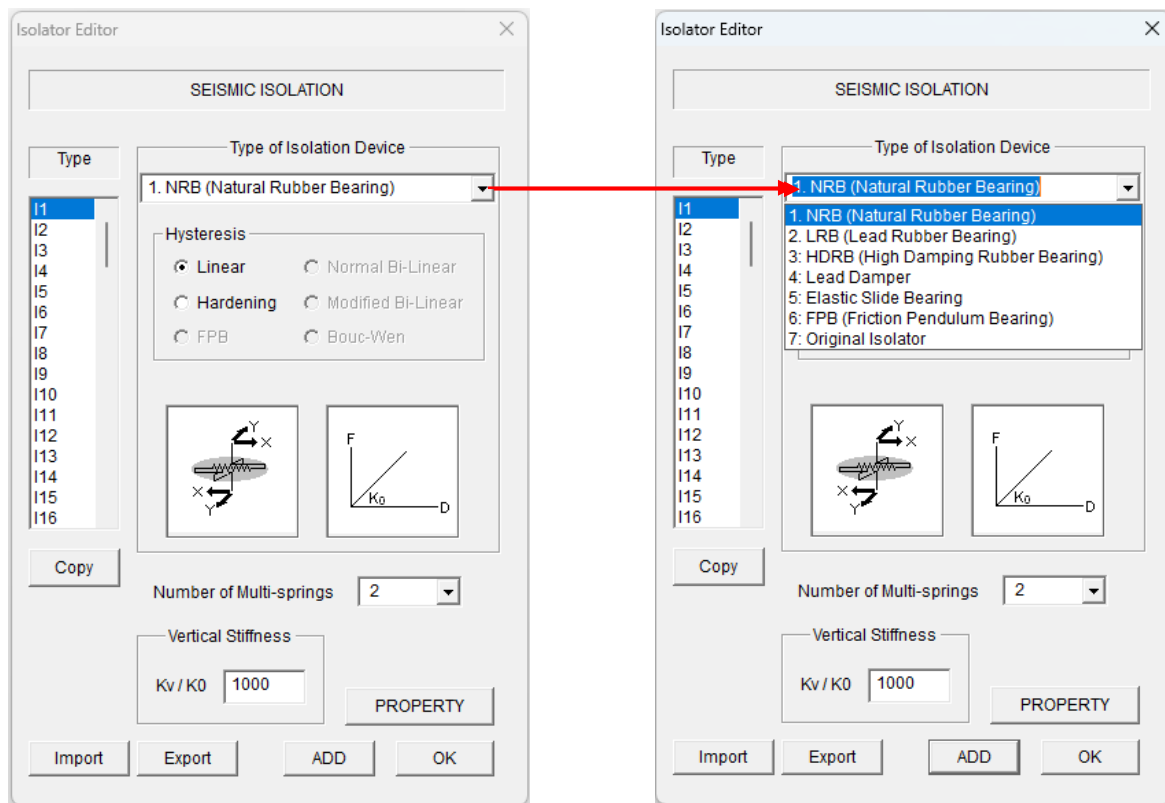 Isolator Editor
SEISMIC ISOLATION
Type
Type of Isolation Device
1. NRB (Natural Rubber Bearing)
I1
I2
I3
I4
I5
I6
I7
I8
I9
I10
I11
I12
I13
I14
I15
I16
Hysteresis
Linear
Normal Bi-Linear
Hardening
Modified Bi-Linear
FPB
Bouc-Wen
Y
X
X
Y
F
K0
D
Copy
Number of Multi-springs
2
Vertical Stiffness
Kv / K0
1000
PROPERTY
Import
Export
ADD
OK
Isolator Editor
SEISMIC ISOLATION
Type
Type of Isolation Device
. NRB (Natural Rubber Bearing)
I1
I2
I3
I4
I5
I6
I7
I8
I9
I10
I11
I12
I13
I14
I15
I16
1. NRB (Natural Rubber Bearing)
2. LRB (Lead Rubber Bearing)
3: HDRB (High Damping Rubber Bearing)
4: Lead Damper
5: Elastic Slide Bearing
6: FPB (Friction Pendulum Bearing)
7: Original Isolator
Y
X
X
Y
F
K0
D
Copy
Number of Multi-springs
2
Vertical Stiffness
Kv / K0
1000
PROPERTY
Import
Export
ADD
OK